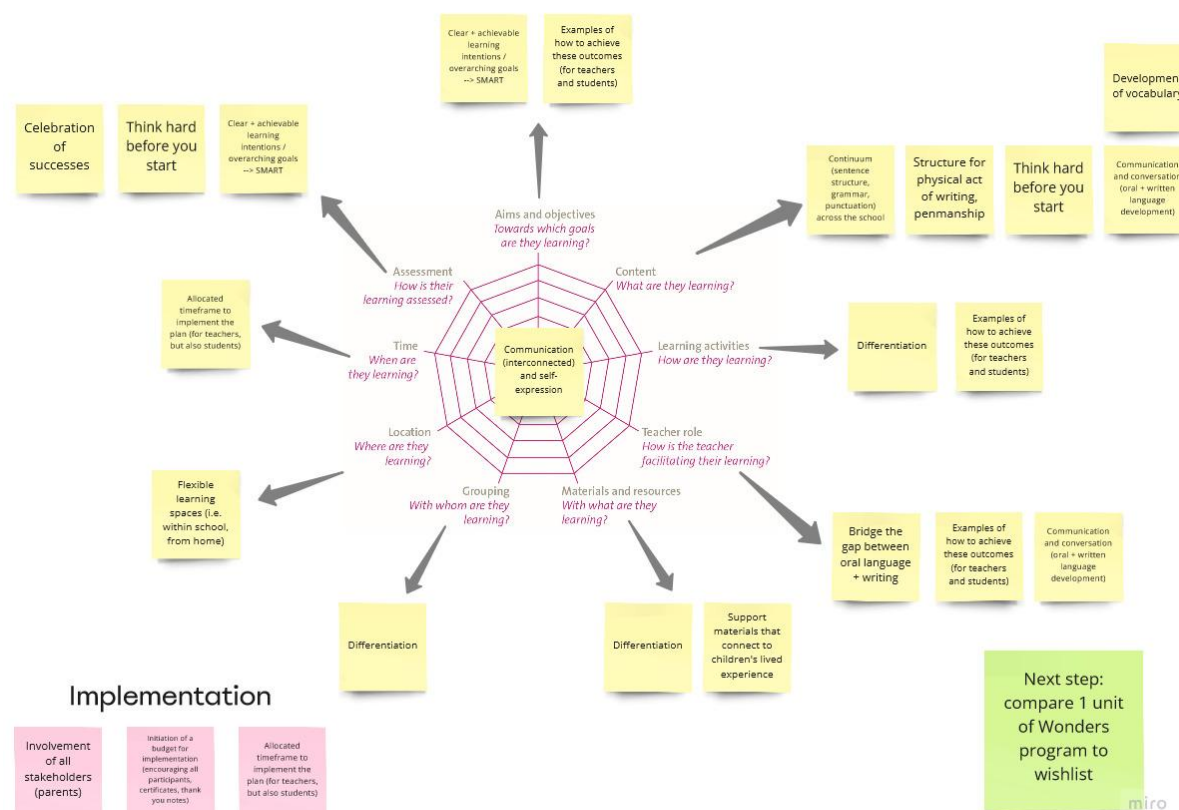 Clear + achievable
learning
intentions /
overarching goals
--> SMART
Examples of
how to achieve
these outcomes
(for teachers
and students)
Development
of vocabulary
Celebration
of
successes
Think hard
before you
start
Clear + achievable
learning
intentions /
overarching goals
--> SMART
Continuum
(sentence
structure,
grammar,
punctuation)
across the school
Structure for
physical act
of writing,
penmanship
Think hard
before you
start
Communication
and conversation
(oral + written
language
development)
Aims and objectives
Towards which goals
are they learning?
Assessment
How is their
learning assessed?
Content
What are they learning?
Allocated
timeframe to
implement the
plan (for teachers,
but also students)
Time
When are
they learning?
Communication
(interconnected)
and self-
expression
Learning activities
How are they learning?
Differentiation
Examples of
how to achieve
these outcomes
(for teachers
and students)
Location
Where are they
learning?
Teacher role
How is the teacher
facilitating their learning?
Flexible
learning
spaces (i.e.
within school,
from home)
Grouping
With whom are they
learning?
Materials and resources
With what are they
learning?
Bridge the
gap between
oral language
+ writing
Examples of
how to achieve
these outcomes
(for teachers
and students)
Communication
and conversation
(oral + written
language
development)
Differentiation
Differentiation
Support
materials that
connect to
children's lived
experience
Implementation
Involvement
of all
stakeholders
(parents)
Initiation of a
budget for
implementation
(encouraging all
participants,
certificates, thank
you notes)
Allocated
timeframe to
implement the
plan (for teachers,
but also students)
Next step:
compare 1 unit
of Wonders
program to
wishlist
miro